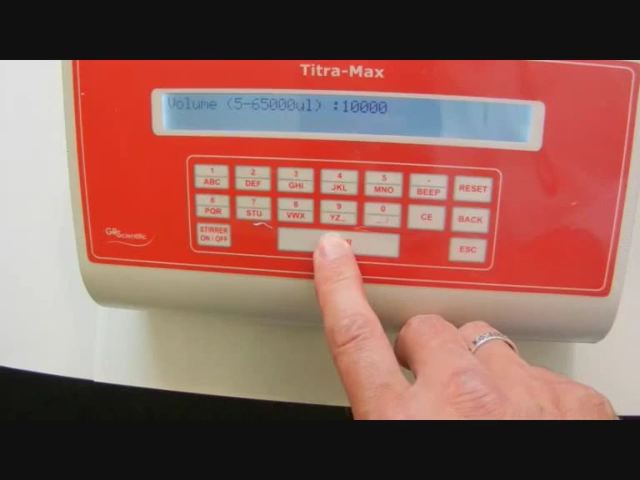 Titra-Max
Volume (5-65000ul) :10000
1 2 3 4 5 . RESET
ABC DEF GHI JKL MNO BEEP
6 7 8 9 0 CE BACK
PQR STU VWX YZ
STIRRER
ON | OFF
ESC
Scientific